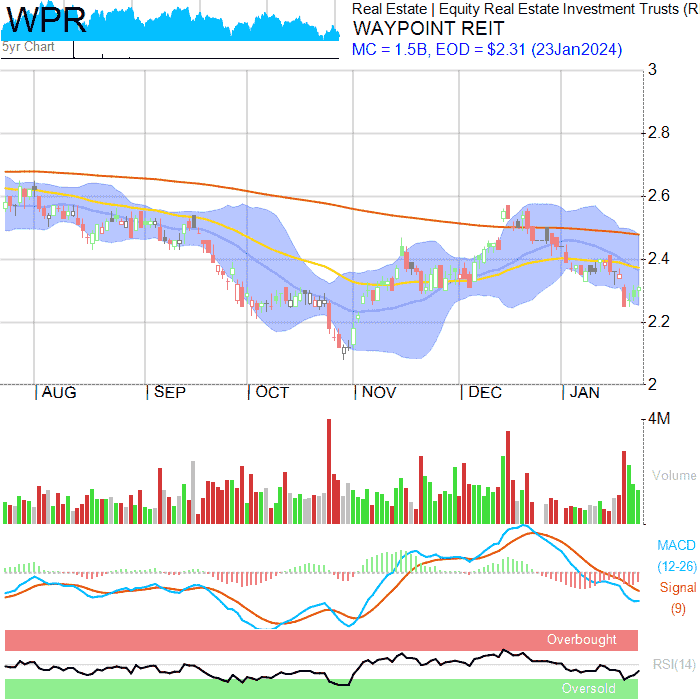 WPR
Real Estate | Equity Real Estate Investment Trusts (R
WAYPOINT REIT
5yr Chart
MC = 1.5B, EOD = $2.31 (23Jan2024)
3
2.8
2.6
2.4
2.2
2
AUG SEP OCT NOV DEC JAN
4M
Volume
MACD
(12-26)
Signal
(9)
Overbought
RSI(14)
Oversold